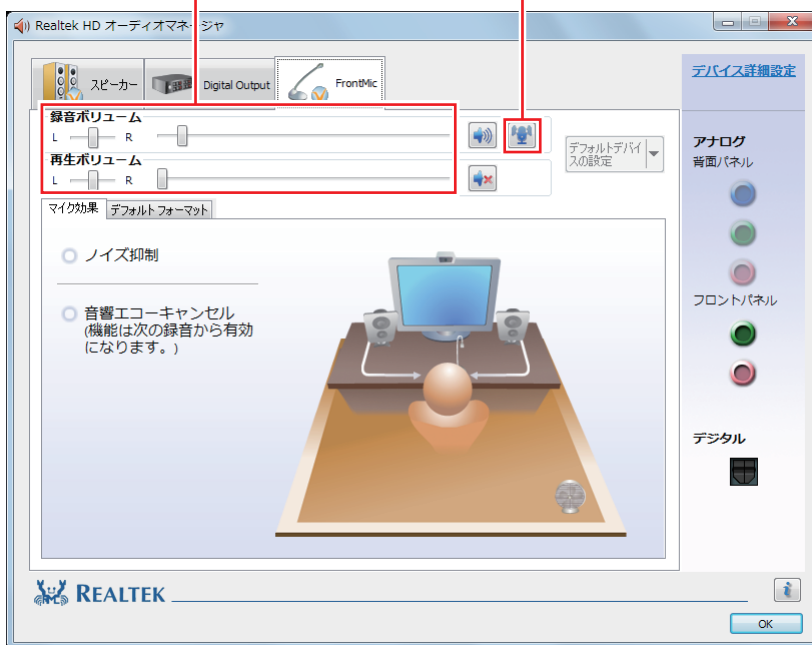 Realtek HD オーディオマネージャ
スピーカー
Digital Output
FrontMic
デバイス詳細設定
録音ボリューム
L
R
デフォルトデバイ
スの設定
再生ボリューム
L
R
アナログ
背面パネル
マイク効果
デフォルト フォーマット
ノイズ抑制
音響エコーキャンセル
(機能は次の録音から有効
になります。)
フロントパネル
デジタル
REALTEK
OK